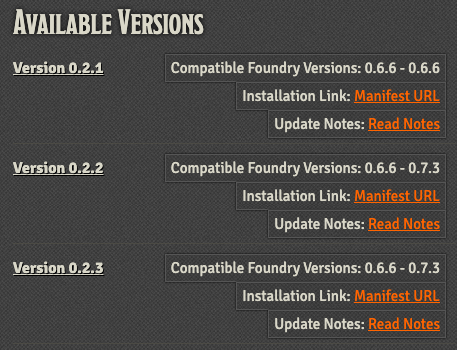 Available Versions
Version 0.2.1 Compatible Foundry Versions: 0.6.6 - 0.6.6
Installation Link: Manifest URL
Update Notes: Read Notes
Version 0.2.2 Compatible Foundry Versions: 0.6.6 - 0.7.3
Installation Link: Manifest URL
Update Notes: Read Notes
Version 0.2.3 Compatible Foundry Versions: 0.6.6 - 0.7.3
Installation Link: Manifest URL
Update Notes: Read Notes